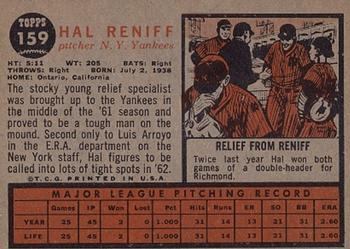 TOPPS
159
HAL RENIFF
pitcher N. Y. Yankees
HT: 5:11 WT: 205 BATS: Right
THROWS: Right BORN: July 2, 1938
HOME: Ontario, California
The stocky young relief specialist
was brought up to the Yankees
in the middle of the '61 season
and proved to be a tough man on
the mound. Second only to Luis Arroyo
in the E.R.A. department on
the New York staff, Hal figures to
be called into lots of tight spots in '62.
©T.C.G. PRINTED IN U.S.A.
RELIEF FROM RENIFF
Twice last year Hal won both
games of a double-header for
Richmond.
MAJOR LEAGUE PITCHING RECORD
Games IP Won Lost Pct. Hits Runs ER SO BB ERA
YEAR 25 45 2 0 1.000 31 14 13 21 31 2.60
LIFE 25 45 2 0 1.000 31 14 13 21 31 2.60